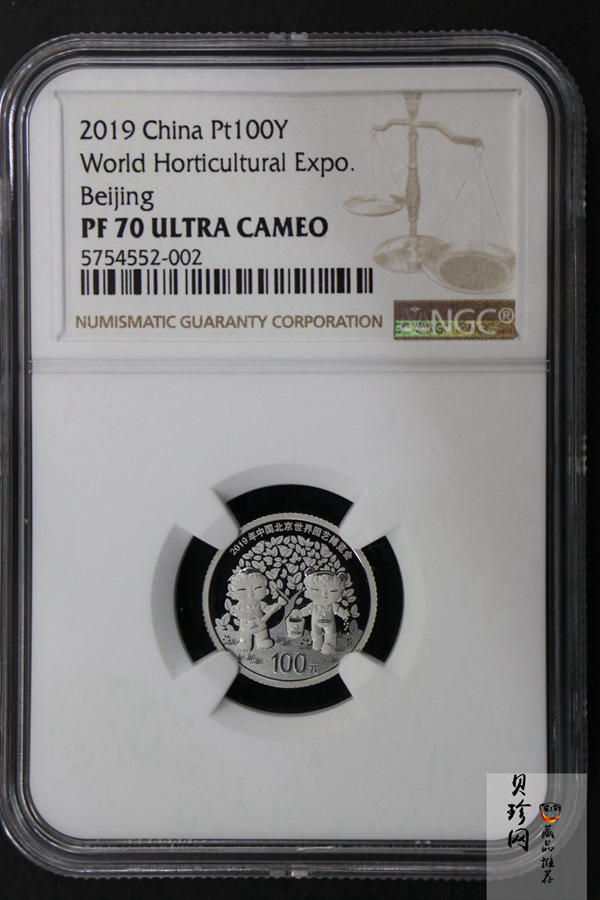 2019 China Pt100Y
World Horticultural Expo.
Beijing
PF 70 ULTRA CAMEO
5754552-002
NUMISMATIC GUARANTY CORPORATION
NGC®
2019年中国北京世界园艺博览会
100元
贝珍网
藏品推荐